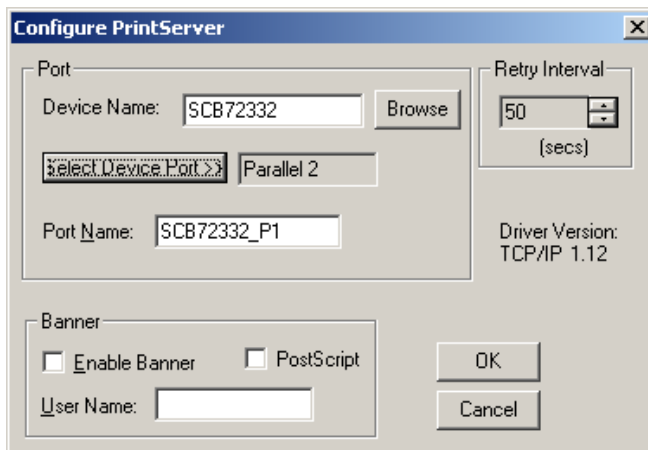 Configure PrintServer
Port
Device Name: SCB72332 Browse
Select Device Port >> Parallel 2
Port Name: SCB72332_P1
Retry Interval
50
(secs)
Driver Version:
TCP/IP 1.12
Banner
Enable Banner PostScript
User Name:
OK
Cancel